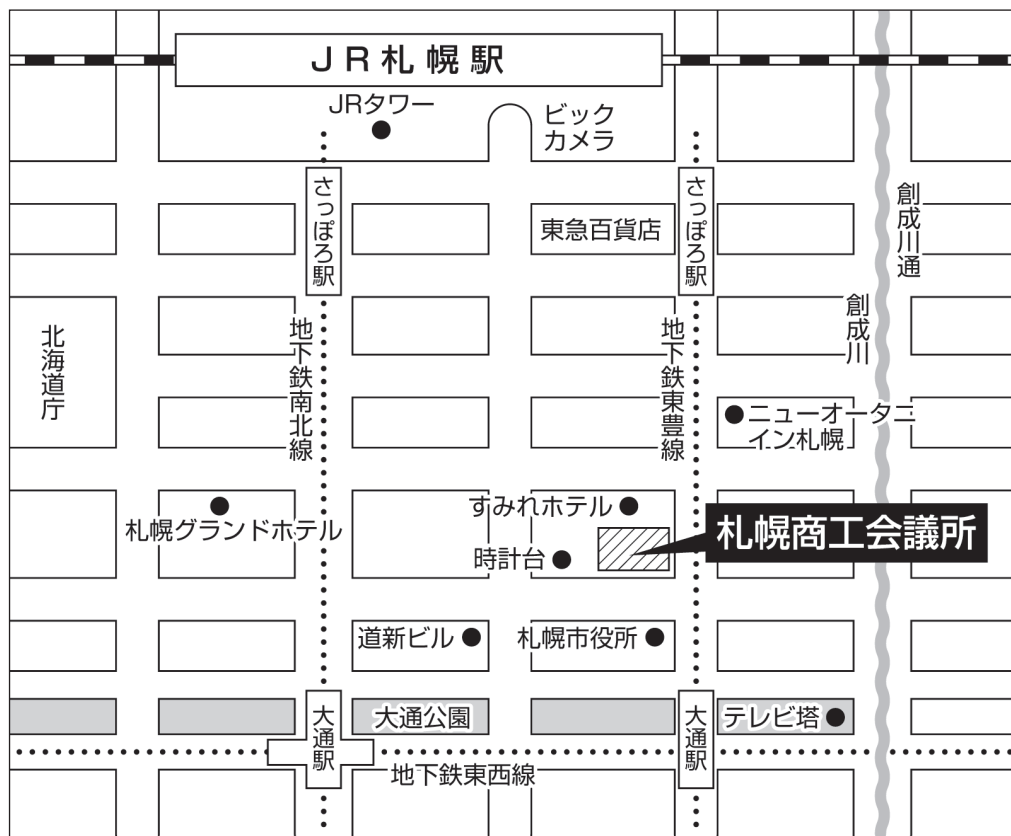 JR札幌駅
JRタワー
ビック
カメラ
さっぽろ駅
東急百貨店
さっぽろ駅
創成川通
北海道庁
地下鉄南北線
地下鉄東豊線
創成川
ニューオータニ
イン札幌
札幌グランドホテル
すみれホテル
札幌商工会議所
時計台
道新ビル
札幌市役所
大通駅
大通公園
大通駅
テレビ塔
地下鉄東西線